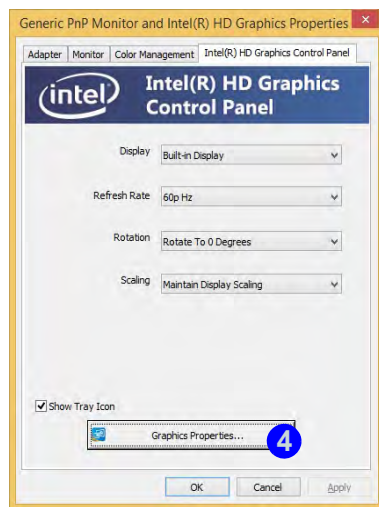 Generic PnP Monitor and Intel(R) HD Graphics Properties
Adapter Monitor Color Management Intel(R) HD Graphics Control Panel
intel Intel(R) HD Graphics
Control Panel
Display Built-in Display
Refresh Rate 60p Hz
Rotation Rotate To 0 Degrees
Scaling Maintain Display Scaling
Show Tray Icon
Graphics Properties... 4
OK Cancel Apply